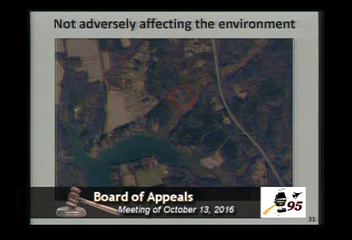 Not adversely affecting the environment
Board of Appeals
Meeting of October 13, 2016
95
31